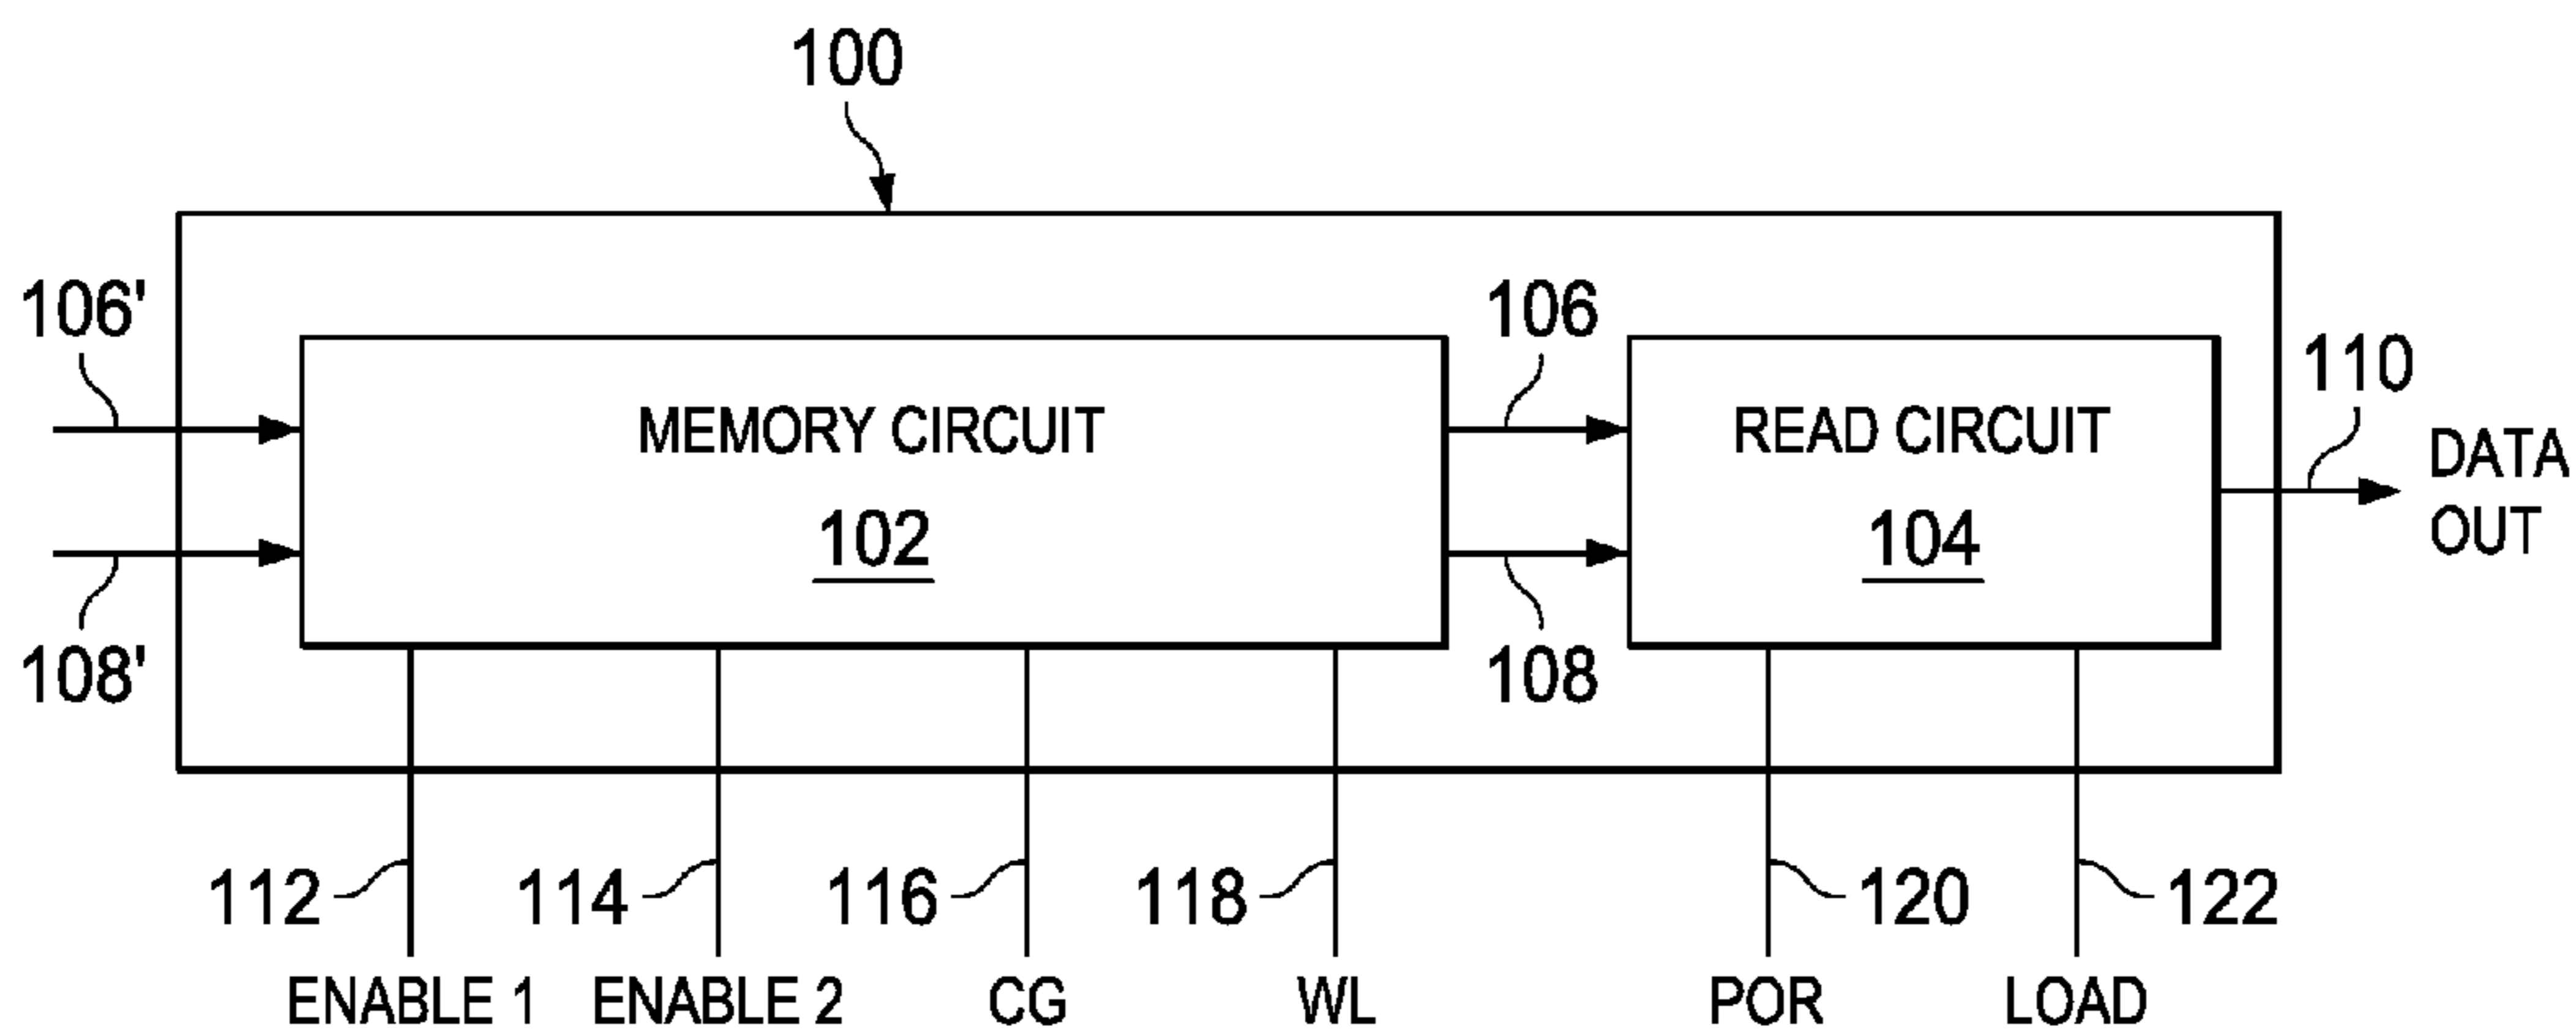 100
106'
106
110
MEMORY CIRCUIT
READ CIRCUIT
DATA
OUT
102
104
108'
108
112
114
116
118
120
122
ENABLE 1
ENABLE 2
CG
WL
POR
LOAD